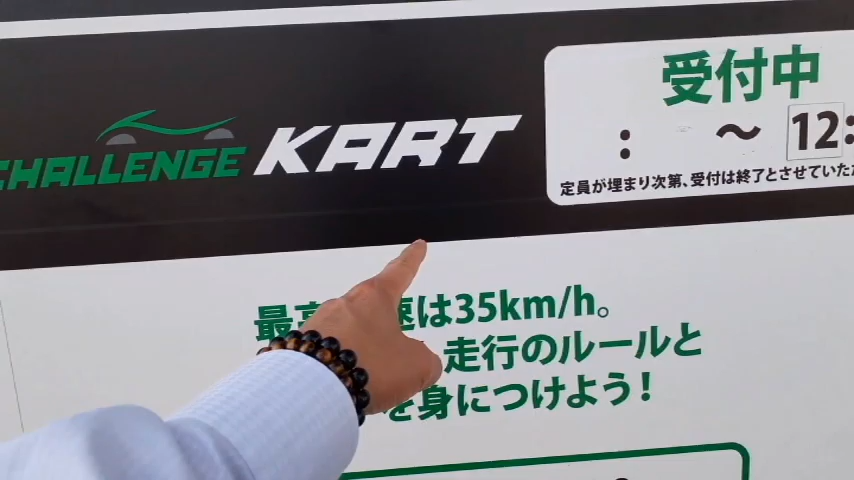 CHALLENGE KART
受付中
: ～ 12:
定員が埋まり次第、受付は終了とさせていた
最高 速は35km/h。
走行のルールと
を身につけよう!